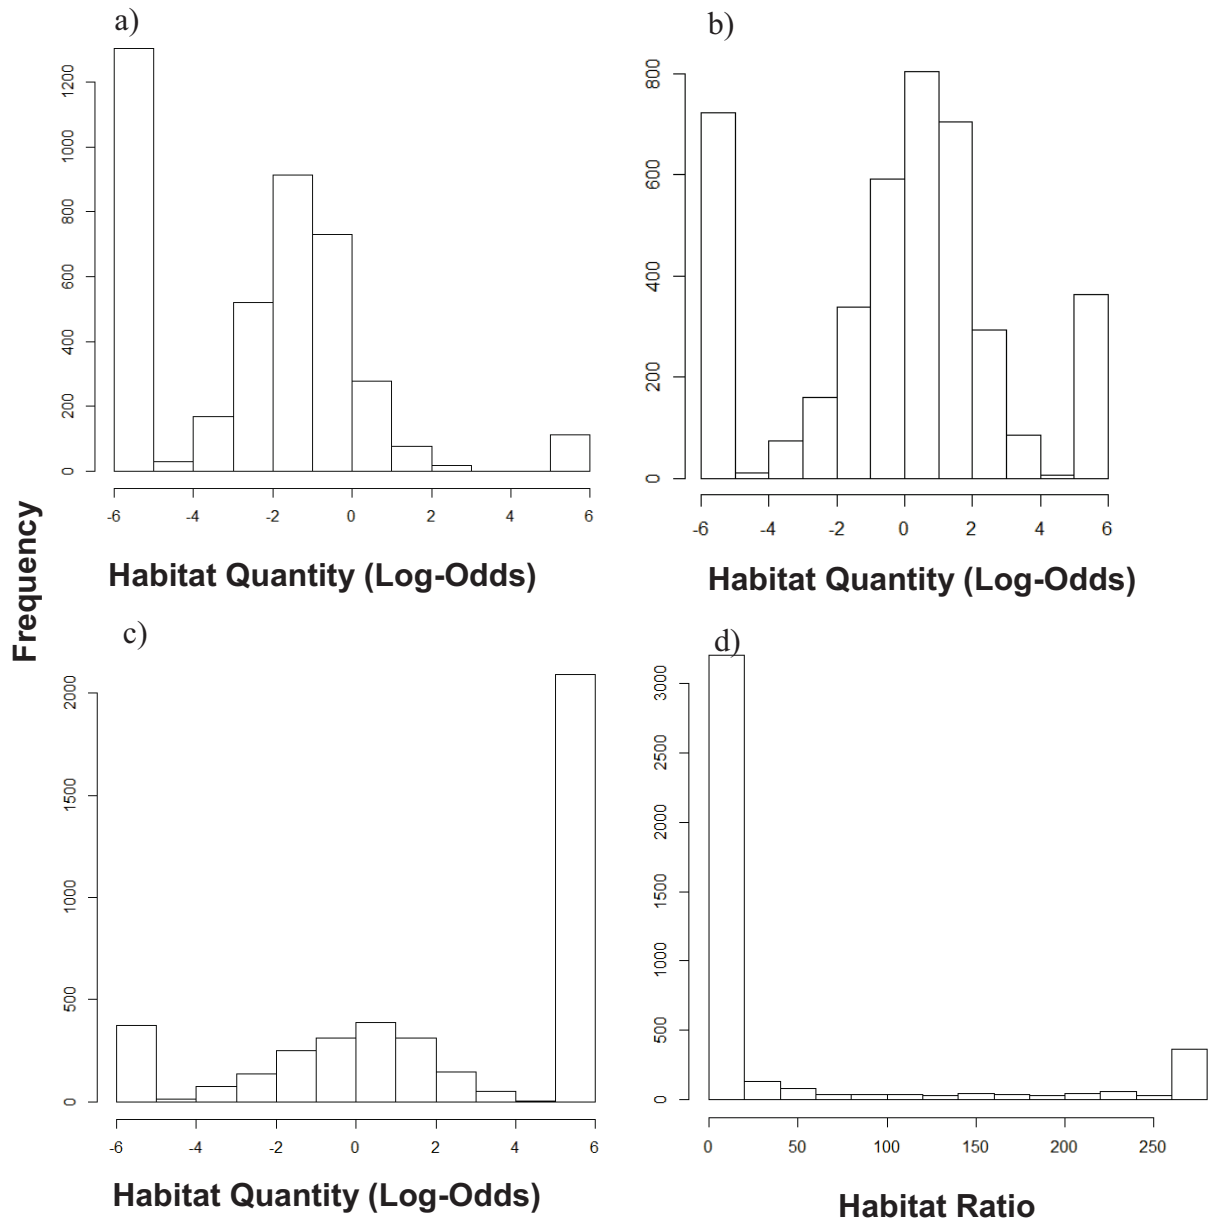 a)
1200
1000
800
600
400
200
0
-6 -4 -2 0 2 4 6
Habitat Quantity (Log-Odds)
b)
800
600
400
200
0
-6 -4 -2 0 2 4 6
Habitat Quantity (Log-Odds)
Frequency
c)
2000
1500
1000
500
0
-6 -4 -2 0 2 4 6
Habitat Quantity (Log-Odds)
d)
3000
2500
2000
1500
1000
500
0
0 50 100 150 200 250
Habitat Ratio